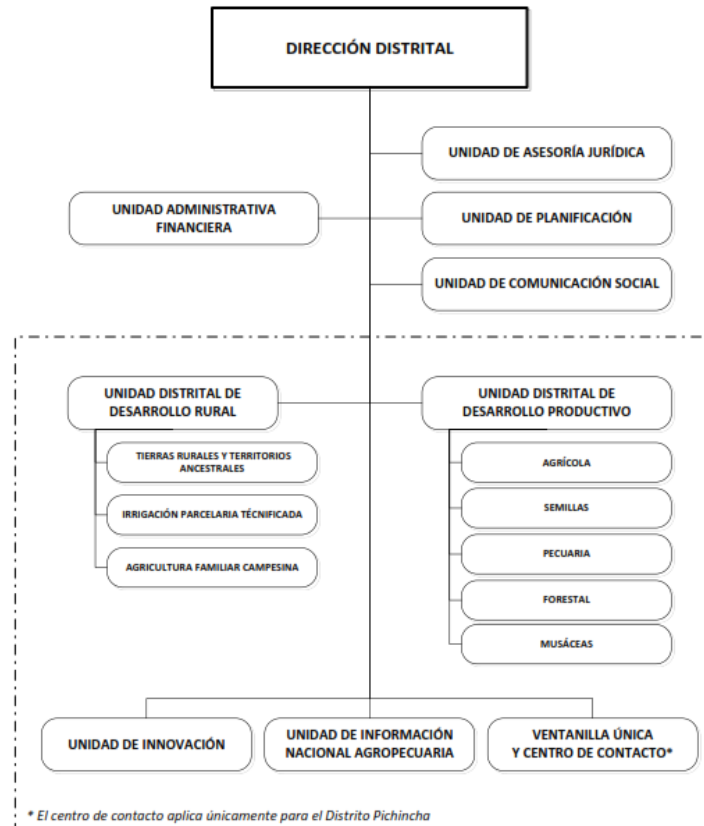 DIRECCIÓN DISTRITAL
UNIDAD DE ASESORÍA JURÍDICA
UNIDAD ADMINISTRATIVA
FINANCIERA
UNIDAD DE PLANIFICACIÓN
UNIDAD DE COMUNICACIÓN SOCIAL
UNIDAD DISTRITAL DE
DESARROLLO RURAL
TIERRAS RURALES Y TERRITORIOS
ANCESTRALES
IRRIGACIÓN PARCELARIA TÉCNIFICADA
AGRICULTURA FAMILIAR CAMPESINA
UNIDAD DISTRITAL DE
DESARROLLO PRODUCTIVO
AGRÍCOLA
SEMILLAS
PECUARIA
FORESTAL
MUSÁCEAS
UNIDAD DE INNOVACIÓN
UNIDAD DE INFORMACIÓN
NACIONAL AGROPECUARIA
VENTANILLA ÚNICA
Y CENTRO DE CONTACTO*
* El centro de contacto aplica únicamente para el Distrito Pichincha